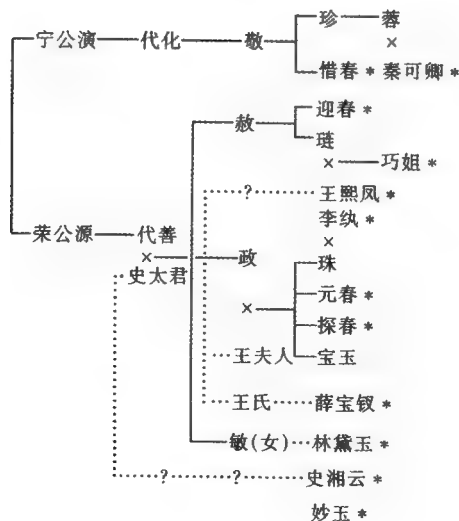 宁公演 代化 敬 珍 蓉
×
惜春* 秦可卿*
迎春*
赦
琏
× 巧姐*
? 王熙凤*
李纨*
荣公源 代善
×
× 政
史太君 珠
元春*
×
探春*
王夫人 宝玉
王氏 薛宝钗*
敏(女) 林黛玉*
? ? 史湘云*
妙玉*